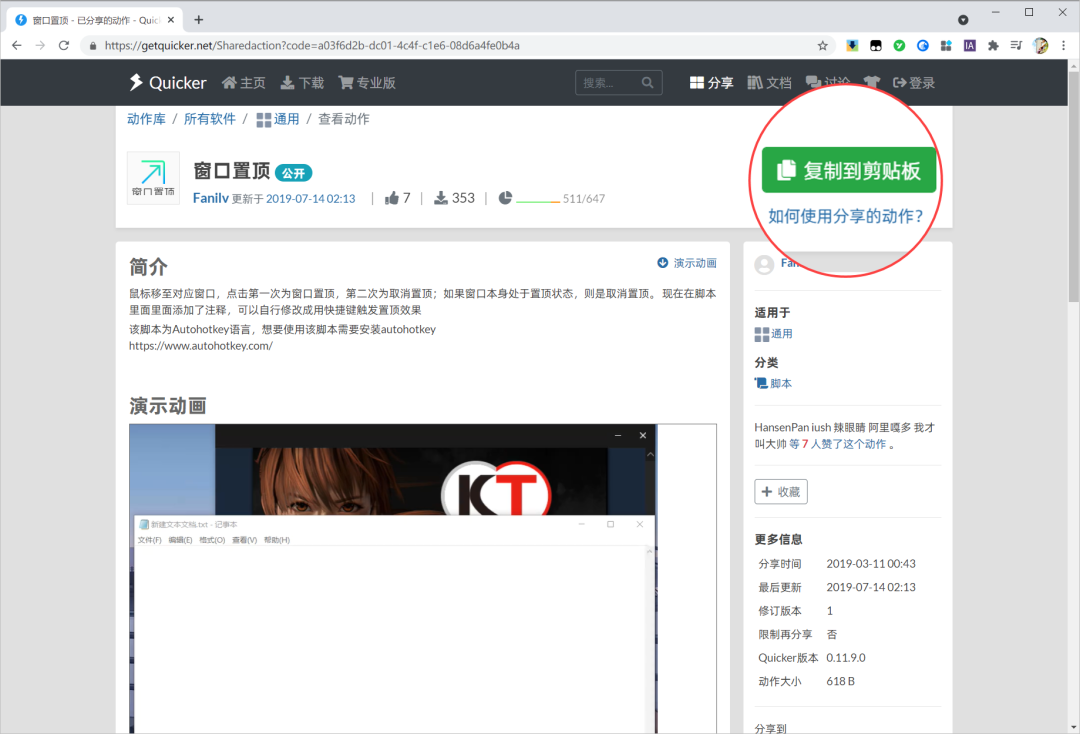 窗口置顶 - 已分享的动作 - Quic
https://getquicker.net/Sharedaction?code=a03f6d2b-dc01-4c4f-c1e6-08d6a4fe0b4a
IA
Quicker 主页 下载 专业版 搜索... 分享 文档 讨论 登录
动作库 / 所有软件 / 通用 / 查看动作
窗口置顶
窗口置顶 公开
Fanilv 更新于 2019-07-14 02:13 | 7 | 353 | 511/647
复制到剪贴板
如何使用分享的动作?
简介
演示动画
鼠标移至对应窗口，点击第一次为窗口置顶，第二次为取消置顶；如果窗口本身处于置顶状态，则是取消置顶。 现在在脚本
里面里面添加了注释，可以自行修改成用快捷键触发置顶效果
该脚本为Autohotkey语言，想要使用该脚本需要安装autohotkey
https://www.autohotkey.com/
演示动画
KT
新建文本文档.txt - 记事本
文件(F) 编辑(E) 格式(O) 查看(V) 帮助(H)
Fan
适用于
通用
分类
脚本
HansenPan iush 辣眼睛 阿里嘎多 我才
叫大帅 等 7 人赞了这个动作 。
+ 收藏
更多信息
分享时间 2019-03-11 00:43
最后更新 2019-07-14 02:13
修订版本 1
限制再分享 否
Quicker版本 0.11.9.0
动作大小 618 B
分享到